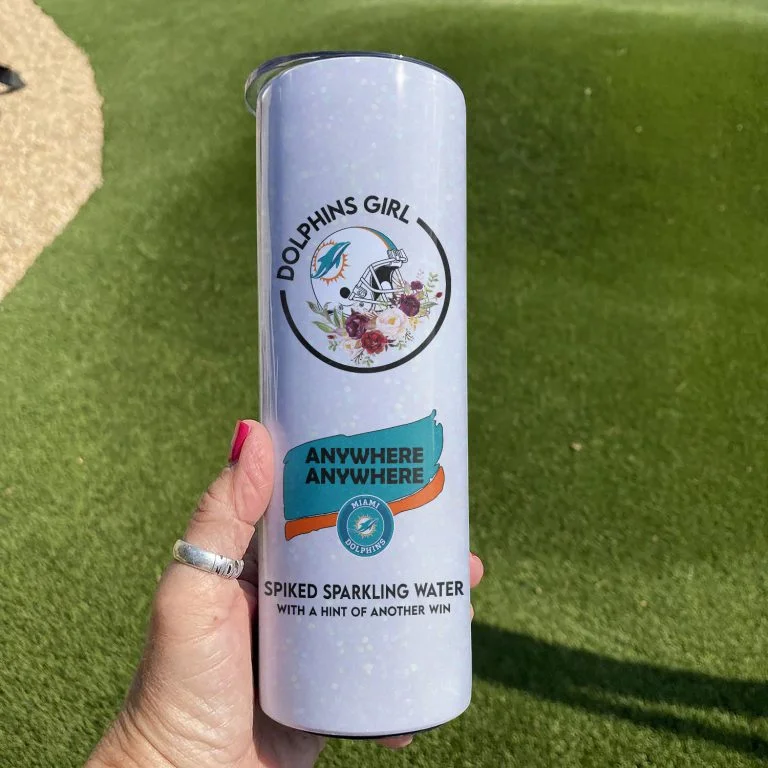 DOLPHINS GIRL
ANYWHERE
ANYWHERE
MIAMI
DOLPHINS
SPIKED SPARKLING WATER
WITH A HINT OF ANOTHER WIN